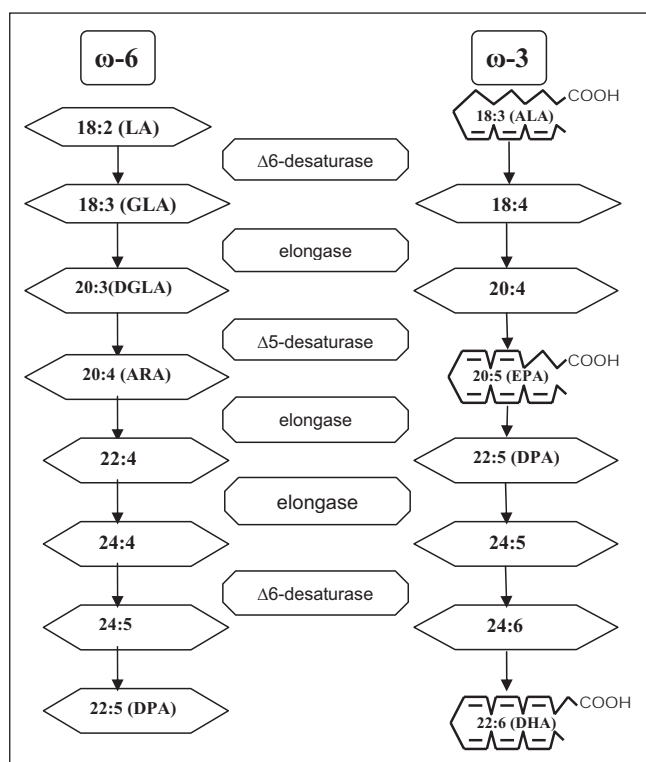 ω-6
ω-3
COOH
18:2 (LA)
18:3 (ALA)
Δ6-desaturase
18:3 (GLA)
18:4
elongase
20:3(DGLA)
20:4
Δ5-desaturase
COOH
20:4 (ARA)
20:5 (EPA)
elongase
22:4
22:5 (DPA)
elongase
24:4
24:5
Δ6-desaturase
24:5
24:6
COOH
22:5 (DPA)
22:6 (DHA)